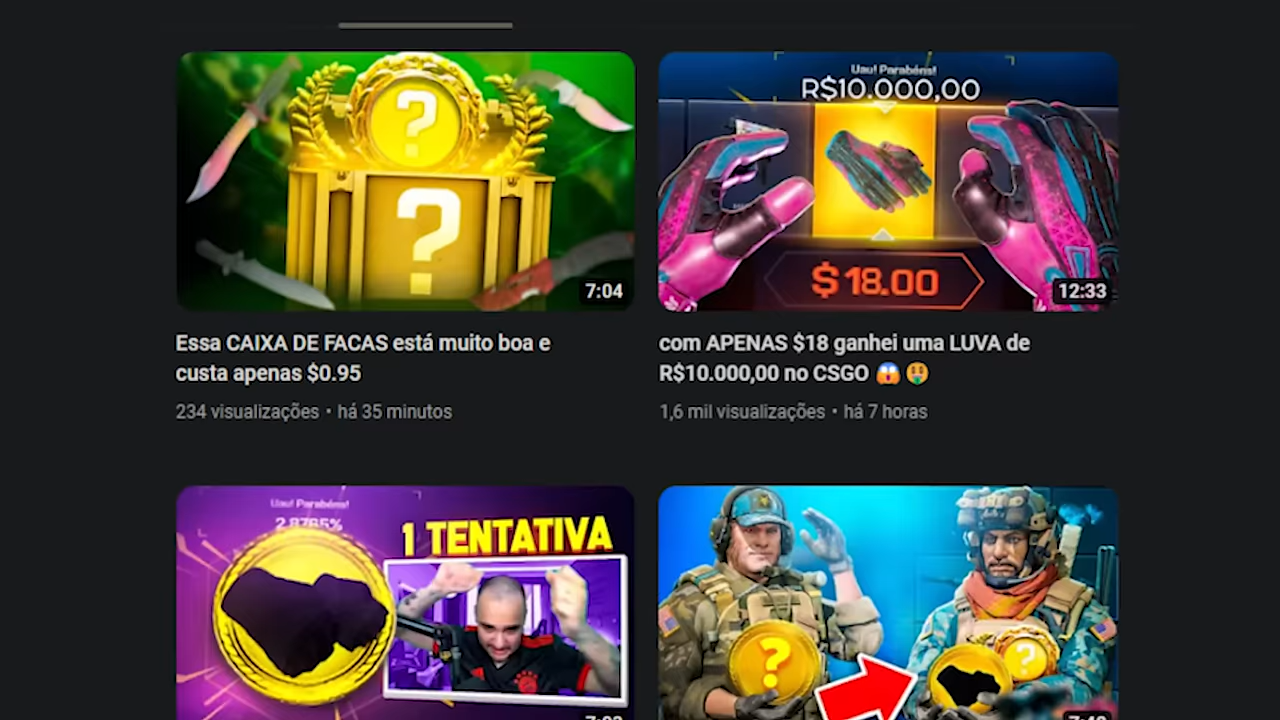 ?
?
7:04
Essa CAIXA DE FACAS está muito boa e
custa apenas $0.95
234 visualizações • há 35 minutos
Uau! Parabéns!
R$10.000,00
$18.00
12:33
com APENAS $18 ganhei uma LUVA de
R$10.000,00 no CSGO 😱 🤑
1,6 mil visualizações • há 7 horas
Uau! Parabéns!
1 TENTATIVA
?
?